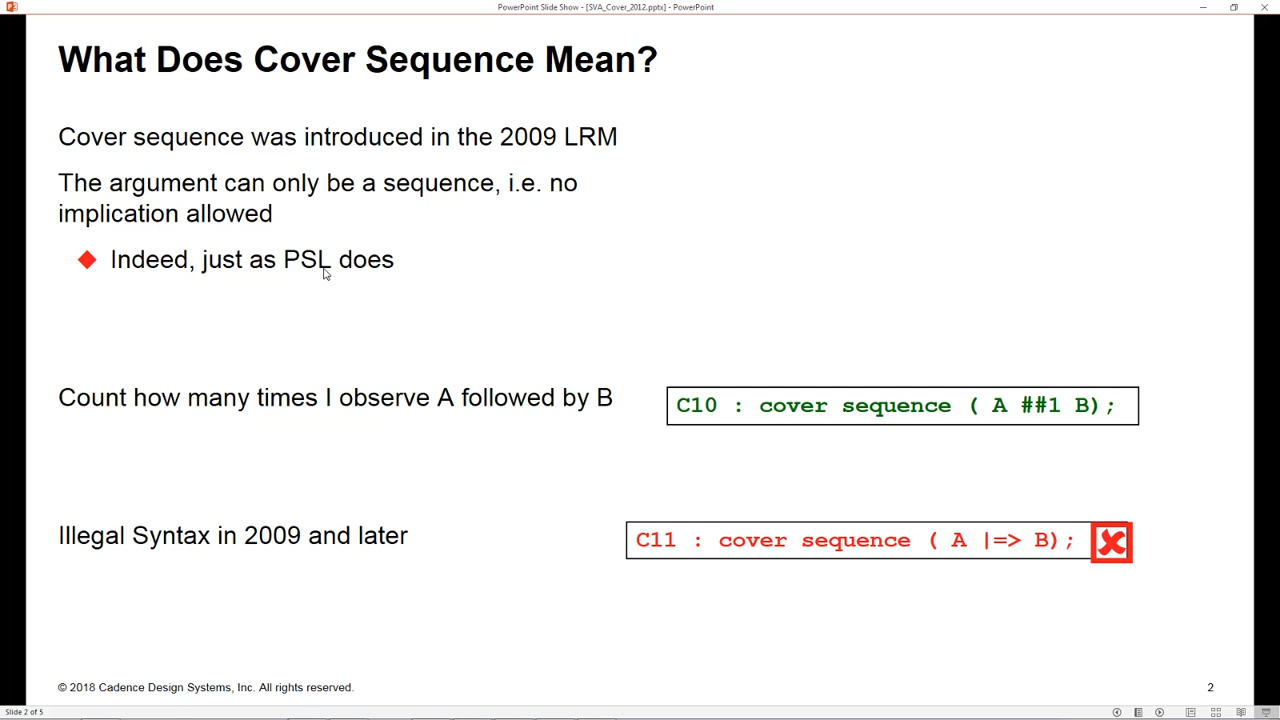 PowerPoint Slide Show - [SVA_Cover_2012.pptx] - PowerPoint
What Does Cover Sequence Mean?
Cover sequence was introduced in the 2009 LRM
The argument can only be a sequence, i.e. no
implication allowed
Indeed, just as PSL does
Count how many times I observe A followed by B
C10 : cover sequence ( A ##1 B);
Illegal Syntax in 2009 and later
C11 : cover sequence ( A |=> B);
© 2018 Cadence Design Systems, Inc. All rights reserved.
2
Slide 2 of 5